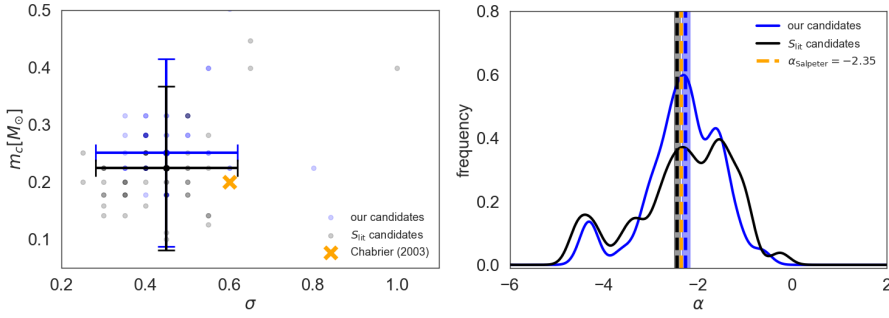 0.5
0.4
0.3
0.2
0.1
m_c[M_⊙]
0.2
0.4
0.6
0.8
1.0
σ
our candidates
S_lit candidates
Chabrier (2003)
0.8
0.6
0.4
0.2
0.0
frequency
−6
−4
−2
0
2
α
our candidates
S_lit candidates
α_Salpeter = −2.35